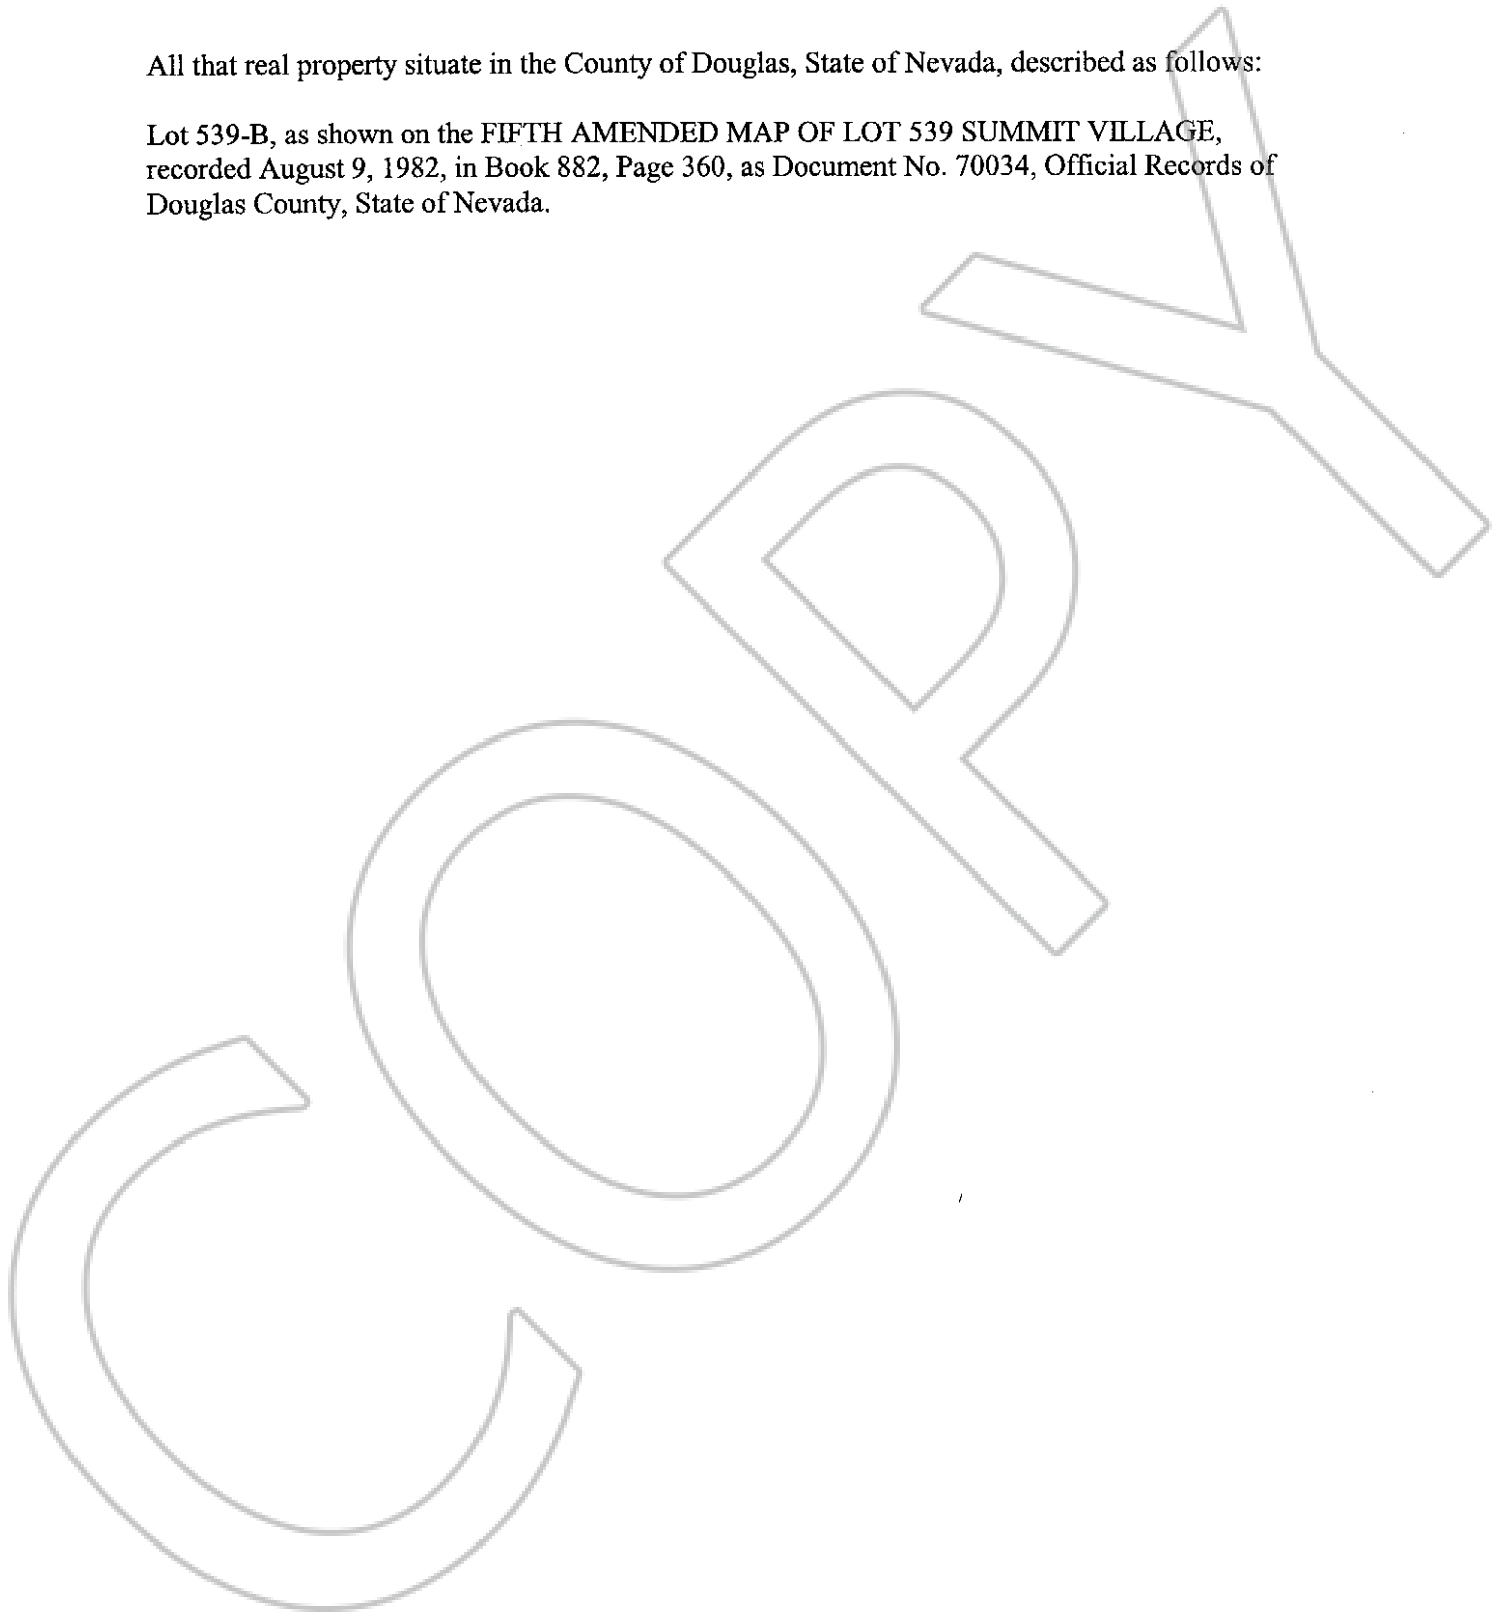 All that real property situate in the County of Douglas, State of Nevada, described as follows:
Lot 539-B, as shown on the FIFTH AMENDED MAP OF LOT 539 SUMMIT VILLAGE,
recorded August 9, 1982, in Book 882, Page 360, as Document No. 70034, Official Records of
Douglas County, State of Nevada.
COPY